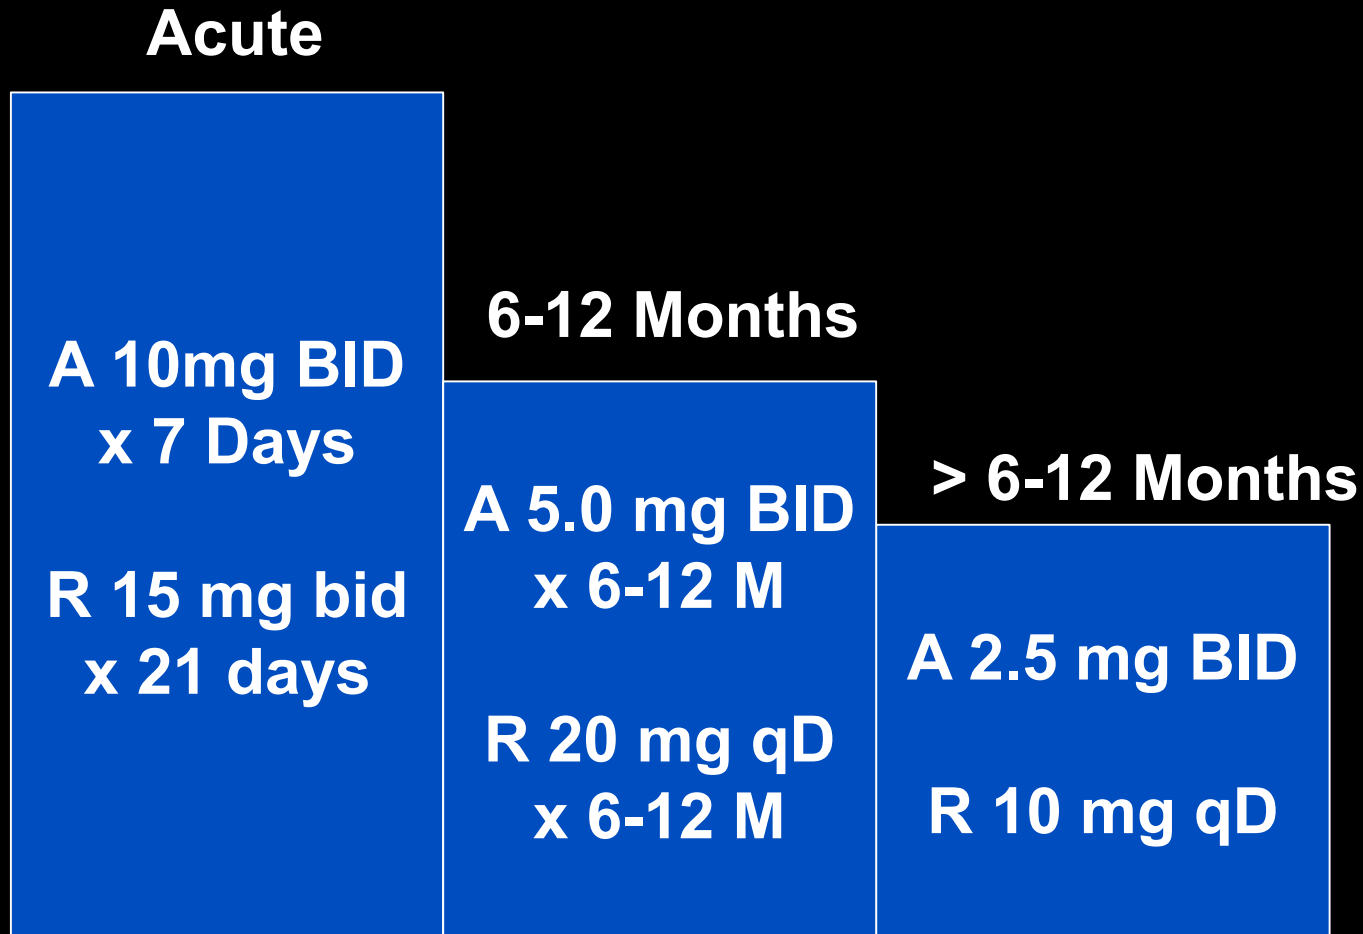 Acute
A 10mg BID
x 7 Days
R 15 mg bid
x 21 days
6-12 Months
A 5.0 mg BID
x 6-12 M
R 20 mg qD
x 6-12 M
> 6-12 Months
A 2.5 mg BID
R 10 mg qD